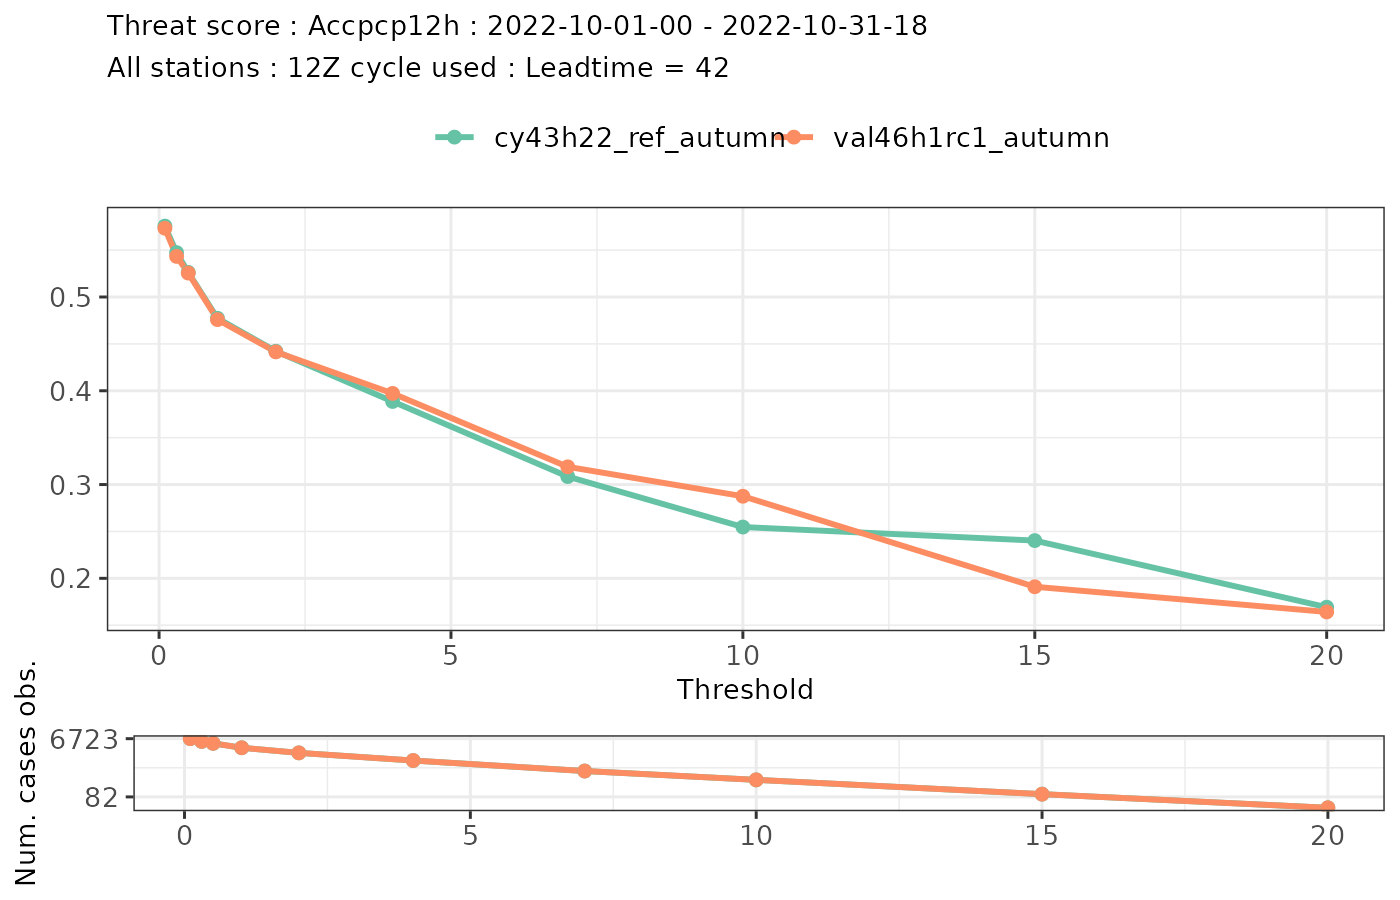 Threat score : Accpcp12h : 2022-10-01-00 - 2022-10-31-18
All stations : 12Z cycle used : Leadtime = 42
cy43h22_ref_autumn val46h1rc1_autumn
0.5
0.4
0.3
0.2
0 5 10 15 20
Threshold
Num. cases obs.
6723
82
0 5 10 15 20